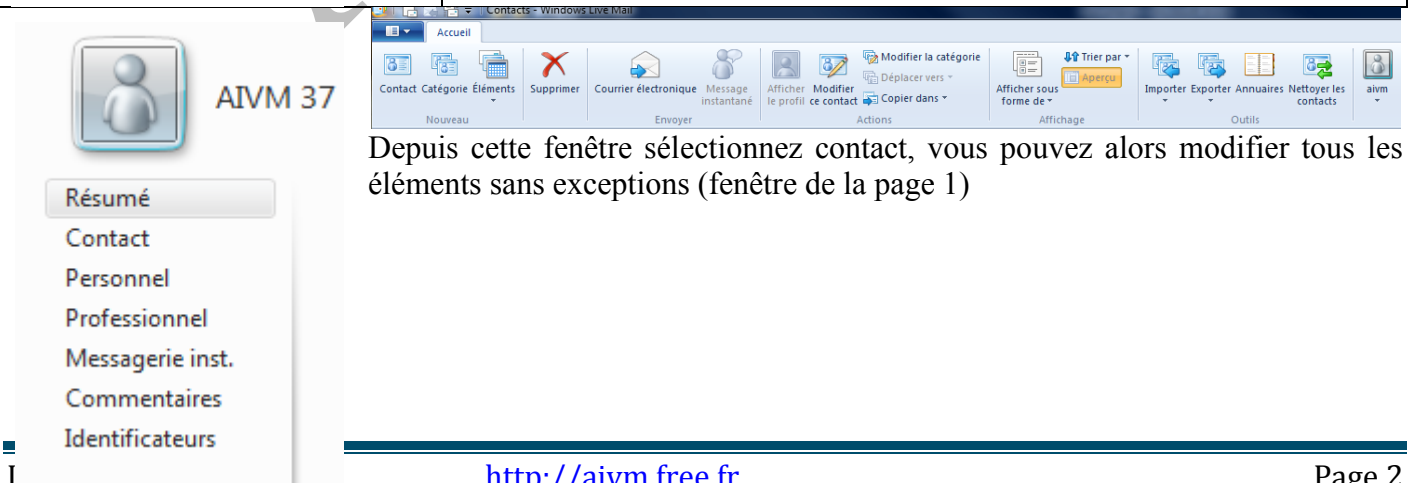 Contacts - Windows Live Mail
Accueil
Contact Catégorie Éléments Supprimer Courrier électronique Message instantané Afficher le profil Modifier ce contact Modifier la catégorie
Déplacer vers
Copier dans
Afficher sous forme de
Trier par
Aperçu
Importer Exporter Annuaires Nettoyer les contacts aivm
Nouveau Envoyer Actions Affichage Outils
AIVM 37
Résumé
Contact
Personnel
Professionnel
Messagerie inst.
Commentaires
Identificateurs
Depuis cette fenêtre sélectionnez contact, vous pouvez alors modifier tous les
éléments sans exceptions (fenêtre de la page 1)
http://aivm.free.fr Page 2